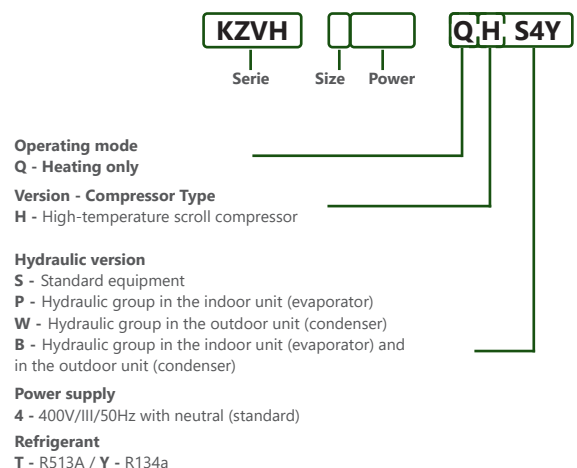 KZVH QH S4Y
Serie Size Power
Operating mode
Q - Heating only
Version - Compressor Type
H - High-temperature scroll compressor
Hydraulic version
S - Standard equipment
P - Hydraulic group in the indoor unit (evaporator)
W - Hydraulic group in the outdoor unit (condenser)
B - Hydraulic group in the indoor unit (evaporator) and
in the outdoor unit (condenser)
Power supply
4 - 400V/III/50Hz with neutral (standard)
Refrigerant
T - R513A / Y - R134a